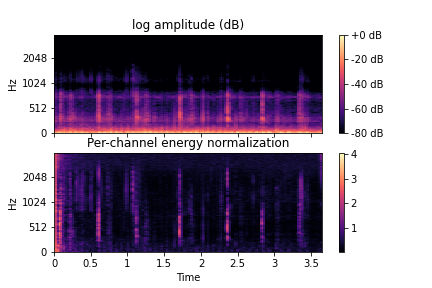 log amplitude (dB)
Hz
2048
1024
512
0
+0 dB
-20 dB
-40 dB
-60 dB
-80 dB
Per-channel energy normalization
Hz
2048
1024
512
0
0 0.5 1 1.5 2 2.5 3 3.5
Time
4
3
2
1